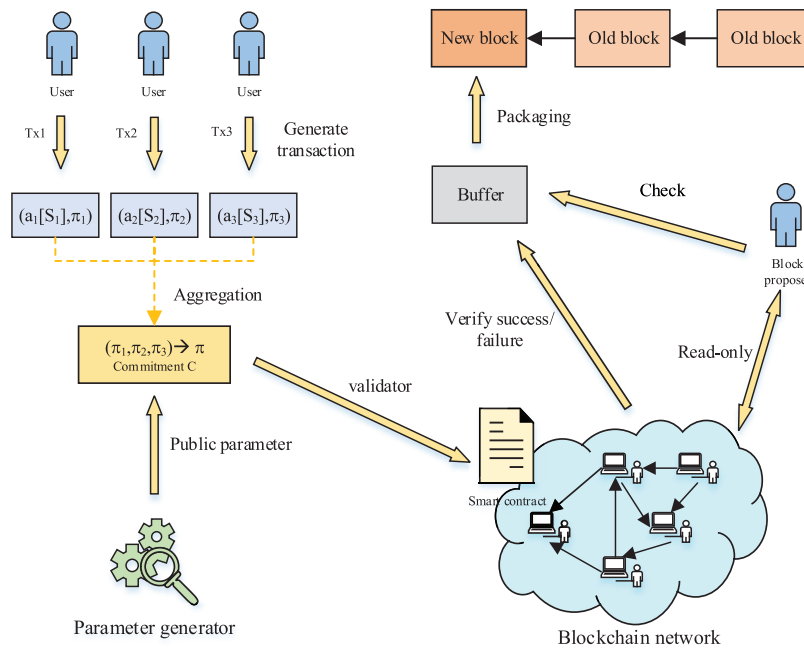 User
User
User
Tx1
Tx2
Tx3
Generate
transaction
(a₁[S₁],π₁)
(a₂[S₂],π₂)
(a₃[S₃],π₃)
Aggregation
(π₁,π₂,π₃)→ π
Commitment C
Public parameter
Parameter generator
New block
Old block
Old block
Packaging
Buffer
Check
Block
propose
Verify success/
failure
Read-only
validator
Smart contract
Blockchain network